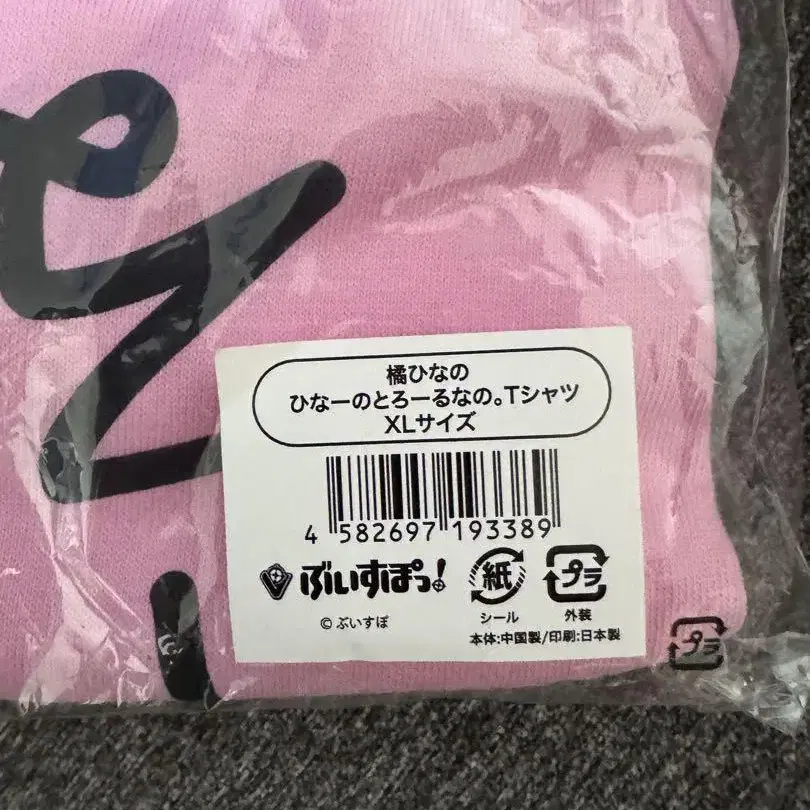 橘ひなの
ひなーのとろーるなの。Tシャツ
XLサイズ
4 582697 193389
ぶいすぽっ! 紙 プラ
シール 外装
© ぶいすぽ
本体:中国製/印刷:日本製
プラ